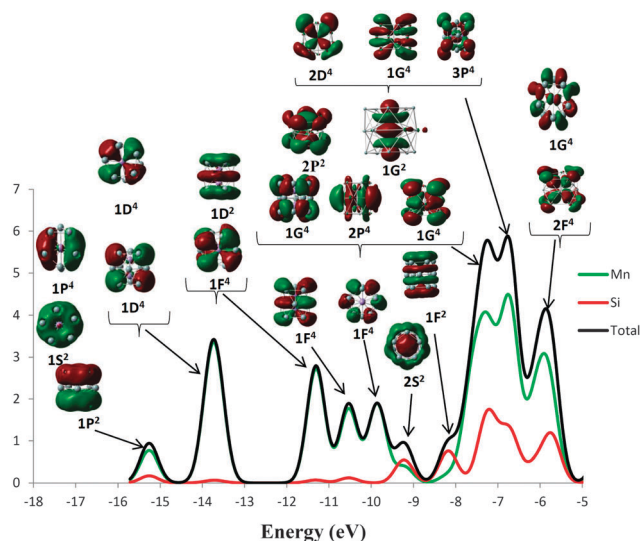 2D⁴ 1G⁴ 3P⁴
1G⁴
2P² 1G²
1D⁴ 1D² 2F⁴
1G⁴ 2P⁴ 1G⁴
1P⁴ 1D⁴ 1F⁴
1F⁴ 1F⁴ 1F²
1S² 2S²
1P²
Mn
Si
Total
7
6
5
4
3
2
1
0
-18 -17 -16 -15 -14 -13 -12 -11 -10 -9 -8 -7 -6 -5
Energy (eV)